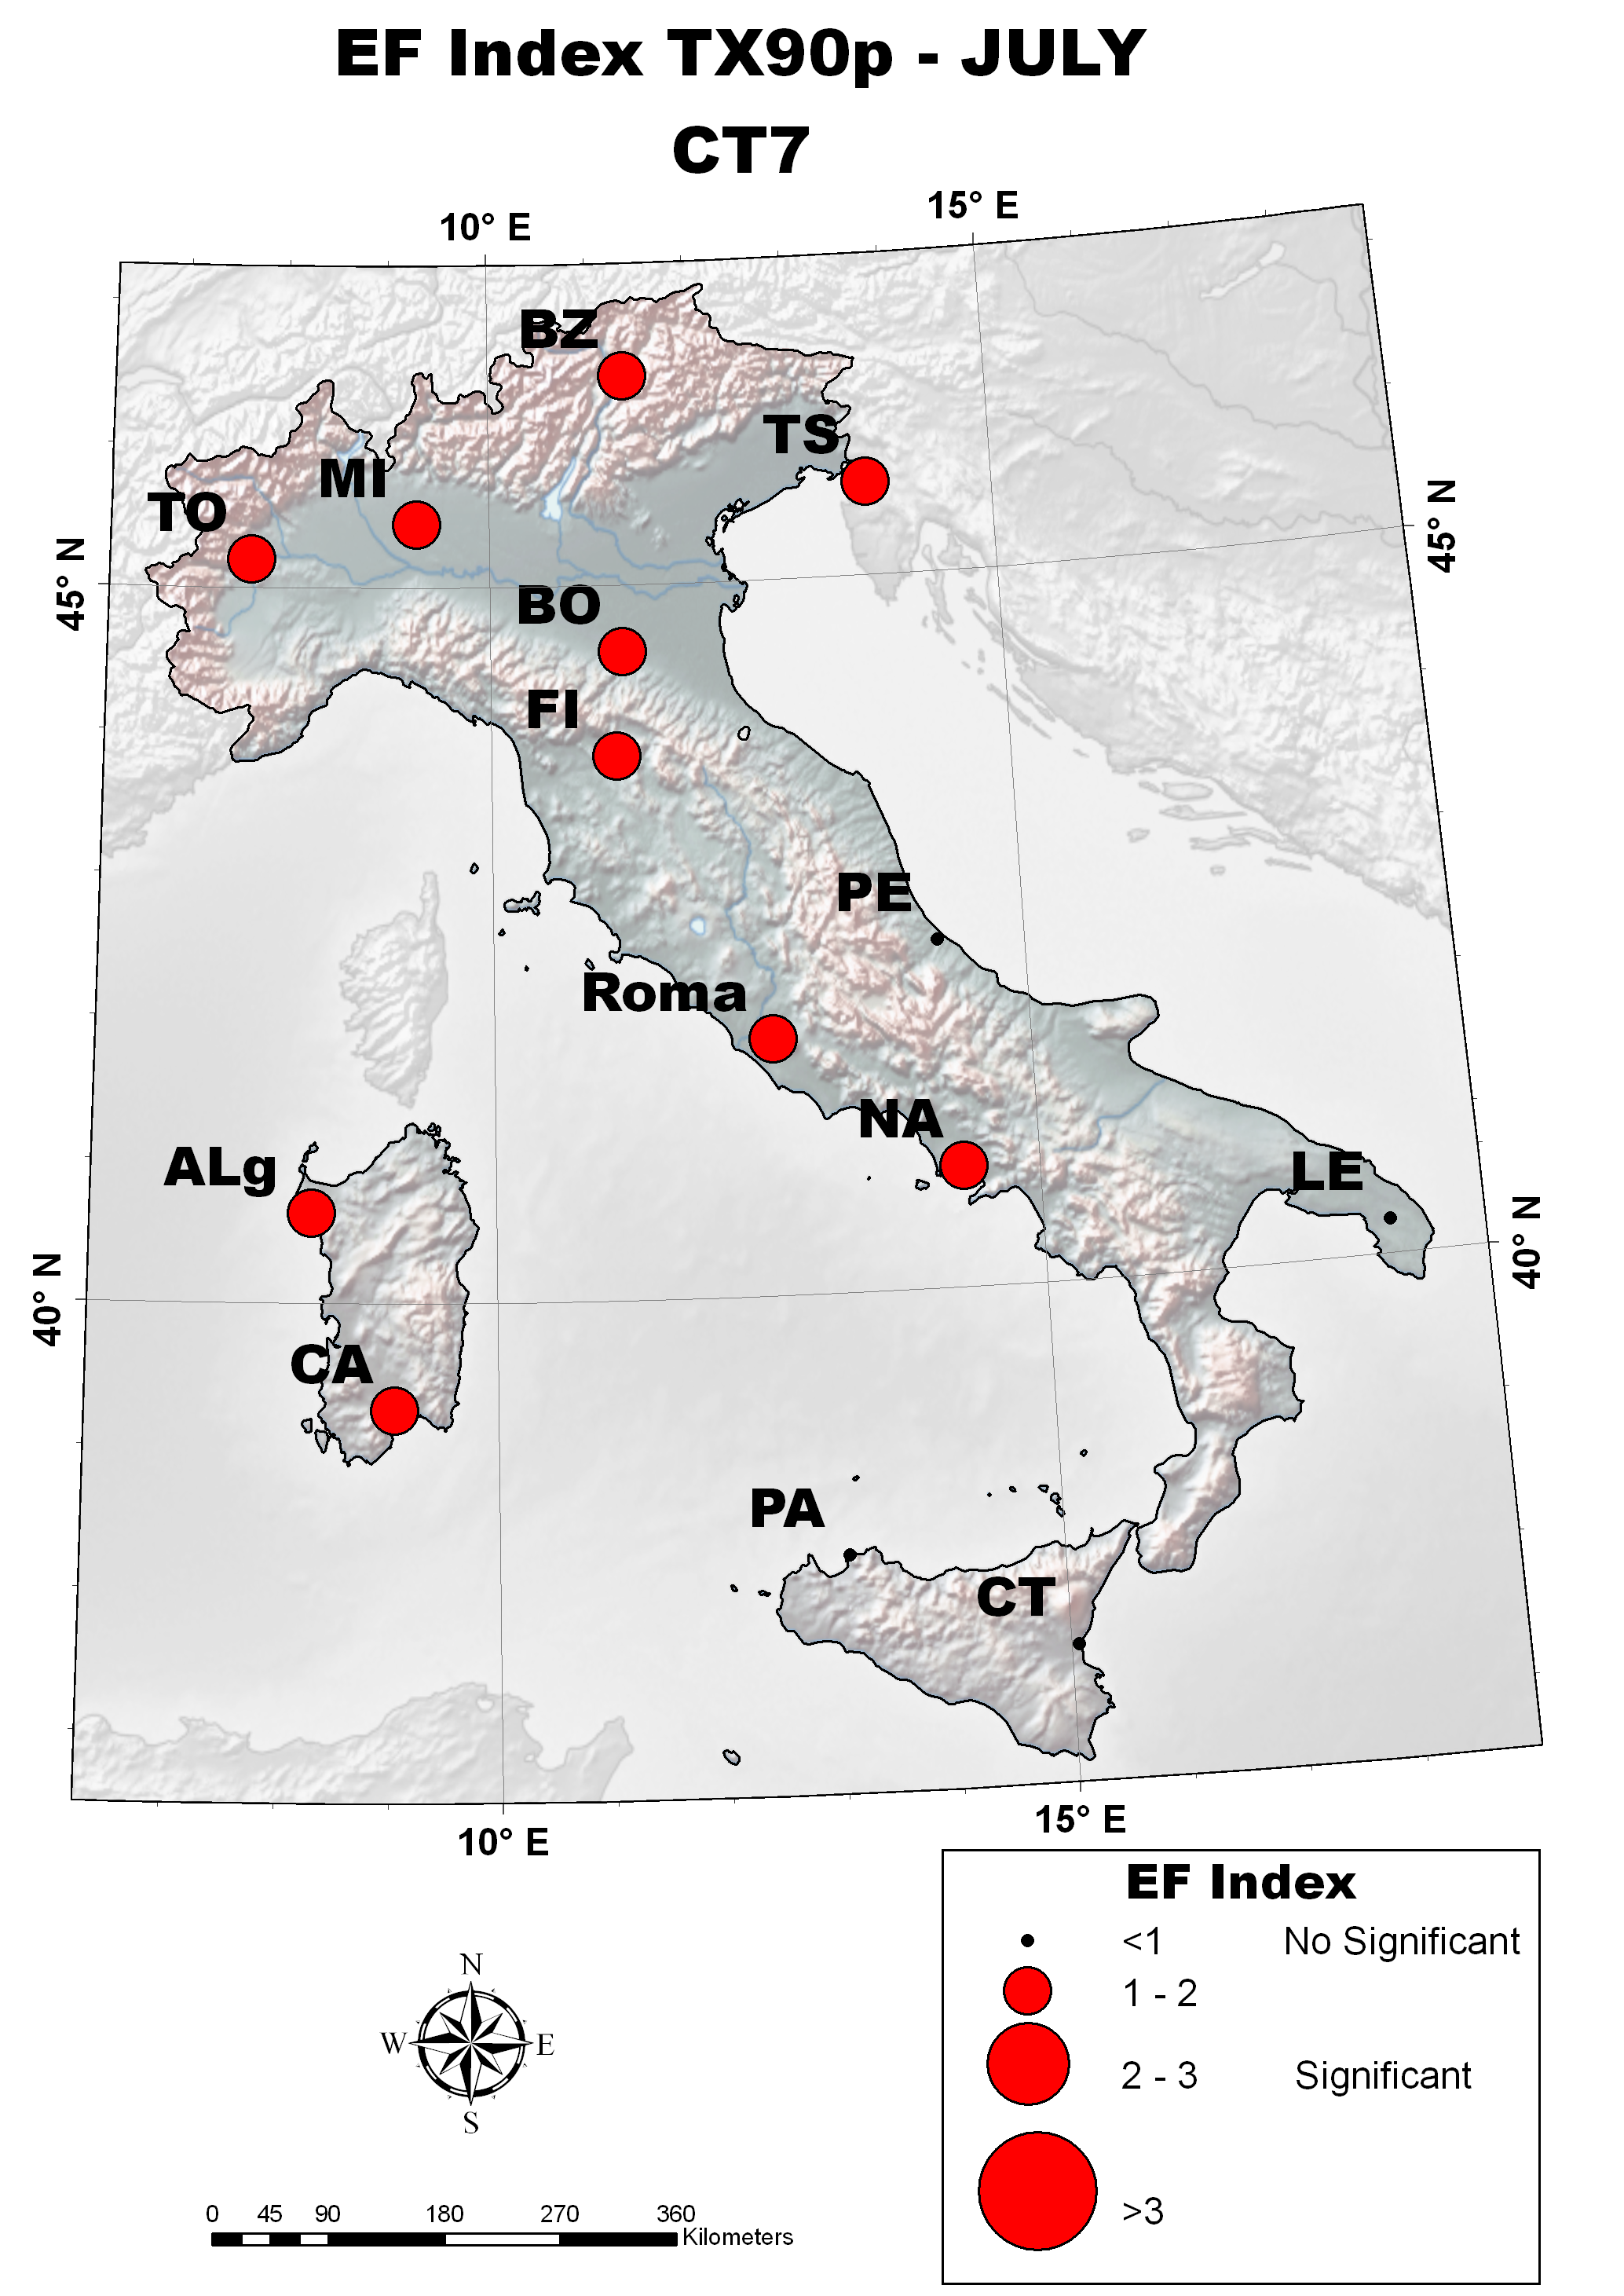 EF Index TX90p - JULY
CT7
10° E
15° E
BZ
TS
MI
TO
45° N
45° N
BO
FI
PE
Roma
NA
ALg
LE
40° N
40° N
CA
PA
CT
10° E
15° E
EF Index
<1 No Significant
1 - 2
2 - 3 Significant
>3
N
W E
S
0 45 90 180 270 360
Kilometers